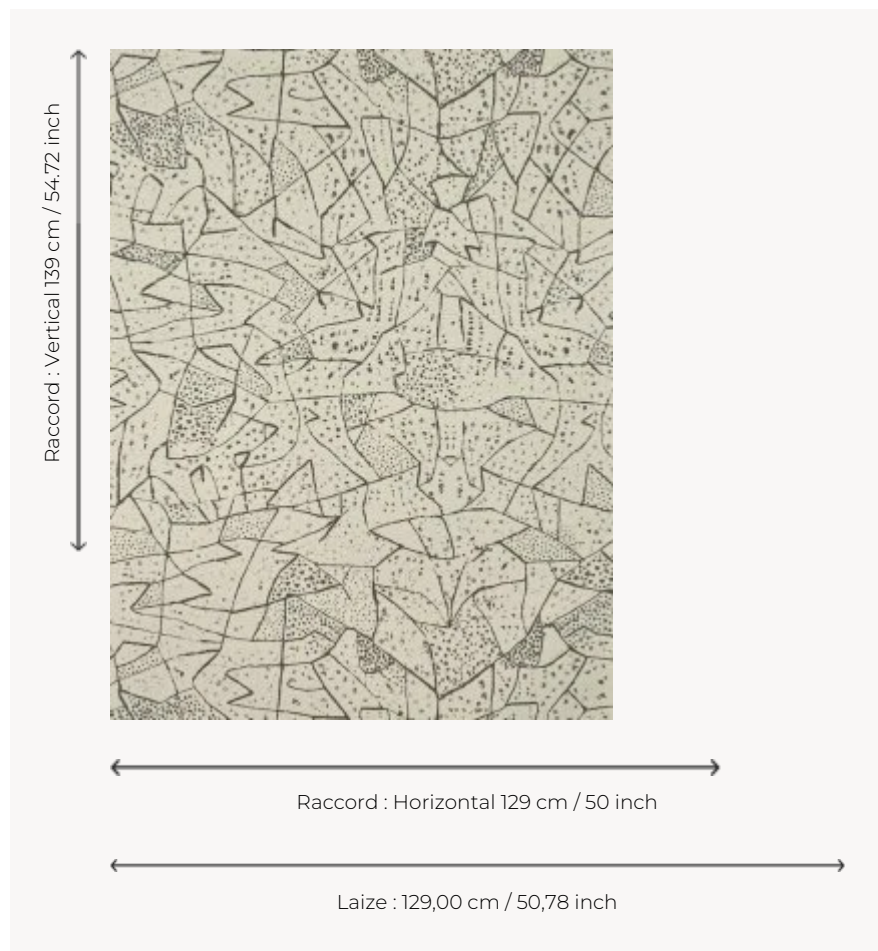 Raccord : Vertical 139 cm / 54.72 inch
Raccord : Horizontal 129 cm / 50 inch
Laize : 129,00 cm / 50,78 inch